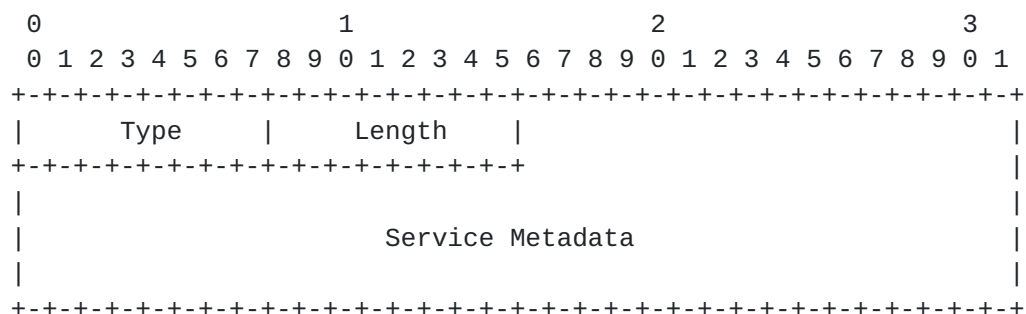 0                   1                   2                   3
 0 1 2 3 4 5 6 7 8 9 0 1 2 3 4 5 6 7 8 9 0 1 2 3 4 5 6 7 8 9 0 1
+-+-+-+-+-+-+-+-+-+-+-+-+-+-+-+-+-+-+-+-+-+-+-+-+-+-+-+-+-+-+-+-+
|      Type     |     Length    |                               |
+-+-+-+-+-+-+-+-+-+-+-+-+-+-+-+-+                               |
|                                                               |
|                       Service Metadata                        |
|                                                               |
+-+-+-+-+-+-+-+-+-+-+-+-+-+-+-+-+-+-+-+-+-+-+-+-+-+-+-+-+-+-+-+-+